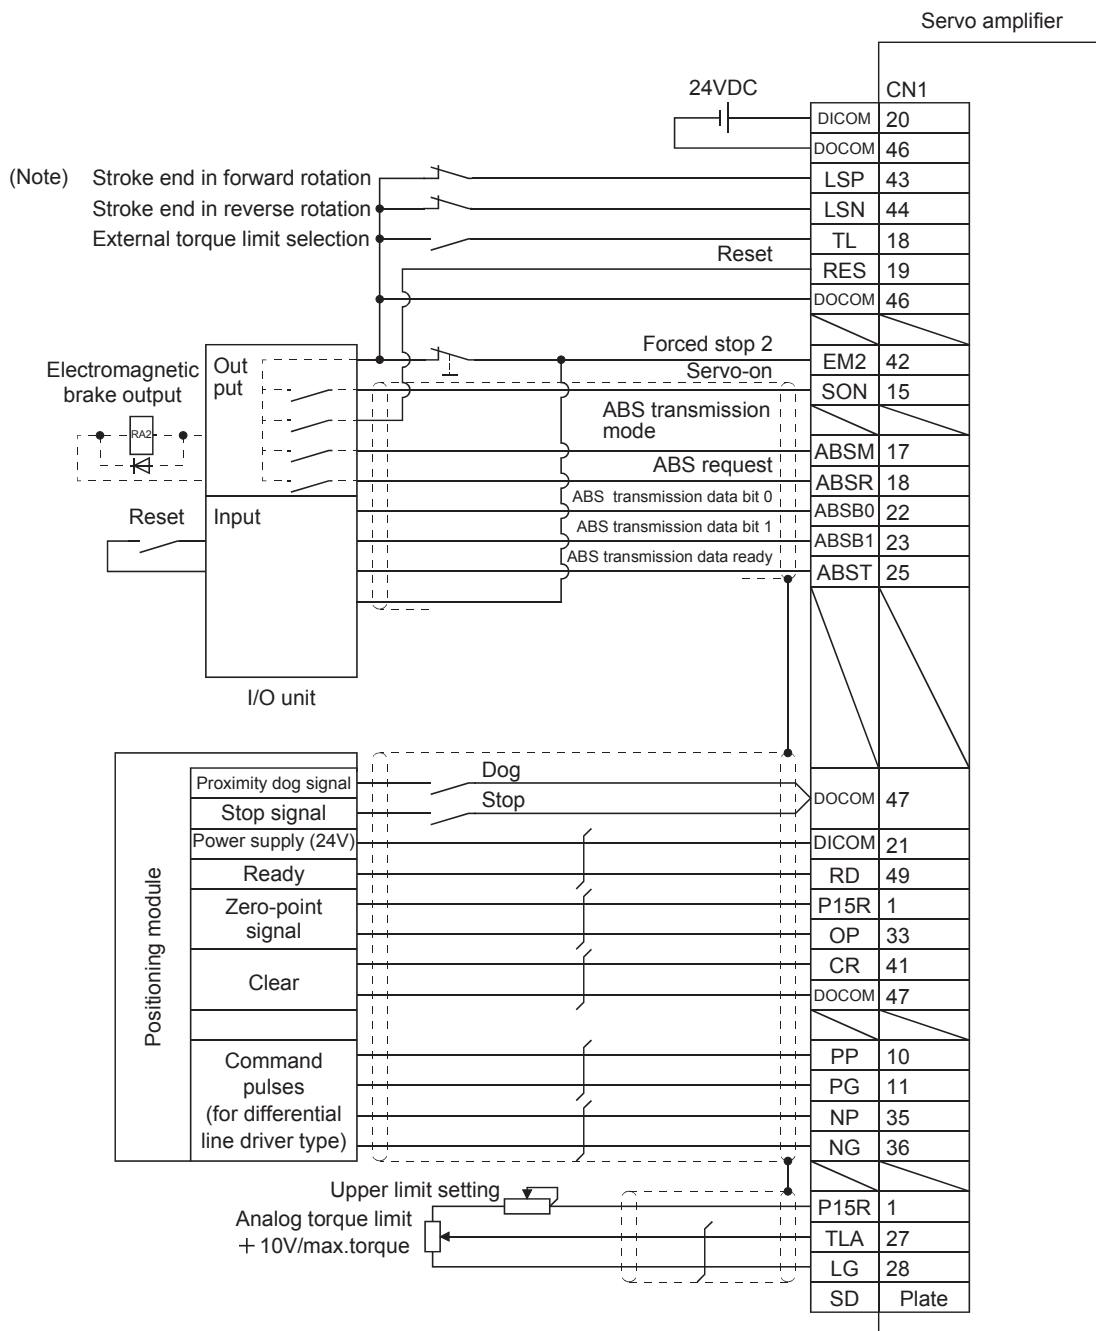 Servo amplifier
24VDC
CN1
DICOM 20
DOCOM 46
(Note) Stroke end in forward rotation LSP 43
Stroke end in reverse rotation LSN 44
External torque limit selection TL 18
Reset RES 19
DOCOM 46
Electromagnetic
brake output
RA2
Out
put
Forced stop 2 EM2 42
Servo-on SON 15
ABS transmission
mode
ABSM 17
ABS request ABSR 18
Reset
Input
ABS transmission data bit 0 ABSB0 22
ABS transmission data bit 1 ABSB1 23
ABS transmission data ready ABST 25
I/O unit
Positioning module
Proximity dog signal Dog
Stop signal Stop
DOCOM 47
Power supply (24V) DICOM 21
Ready RD 49
Zero-point
signal
P15R 1
OP 33
Clear
CR 41
DOCOM 47
Command
pulses
(for differential
line driver type)
PP 10
PG 11
NP 35
NG 36
Upper limit setting P15R 1
Analog torque limit
+10V/max.torque
TLA 27
LG 28
SD Plate